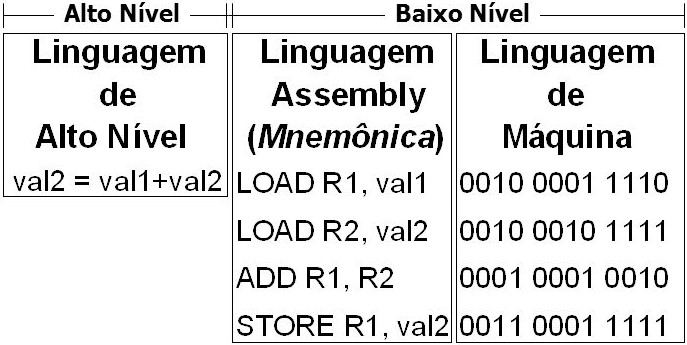 Alto Nível
Baixo Nível
Linguagem
de
Alto Nível
val2 = val1+val2
Linguagem
Assembly
(Mnemônica)
LOAD R1, val1
LOAD R2, val2
ADD R1, R2
STORE R1, val2
Linguagem
de
Máquina
0010 0001 1110
0010 0010 1111
0001 0001 0010
0011 0001 1111